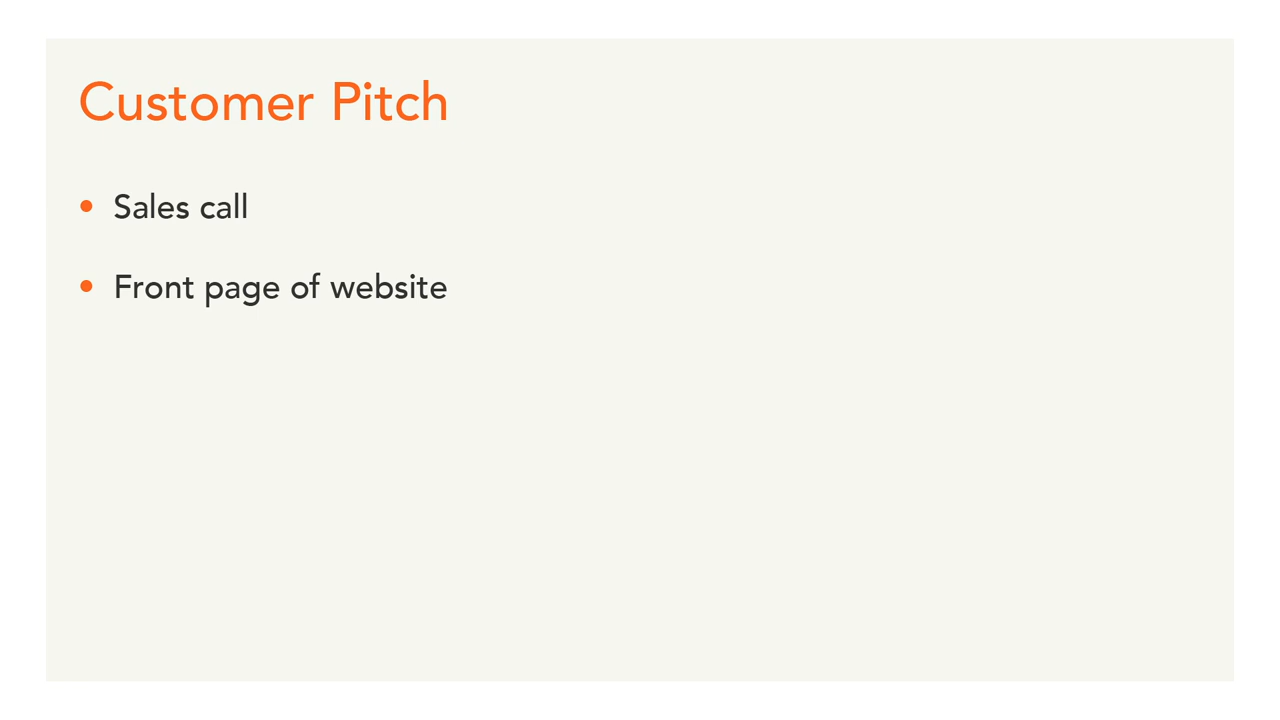 Customer Pitch
• Sales call
• Front page of website